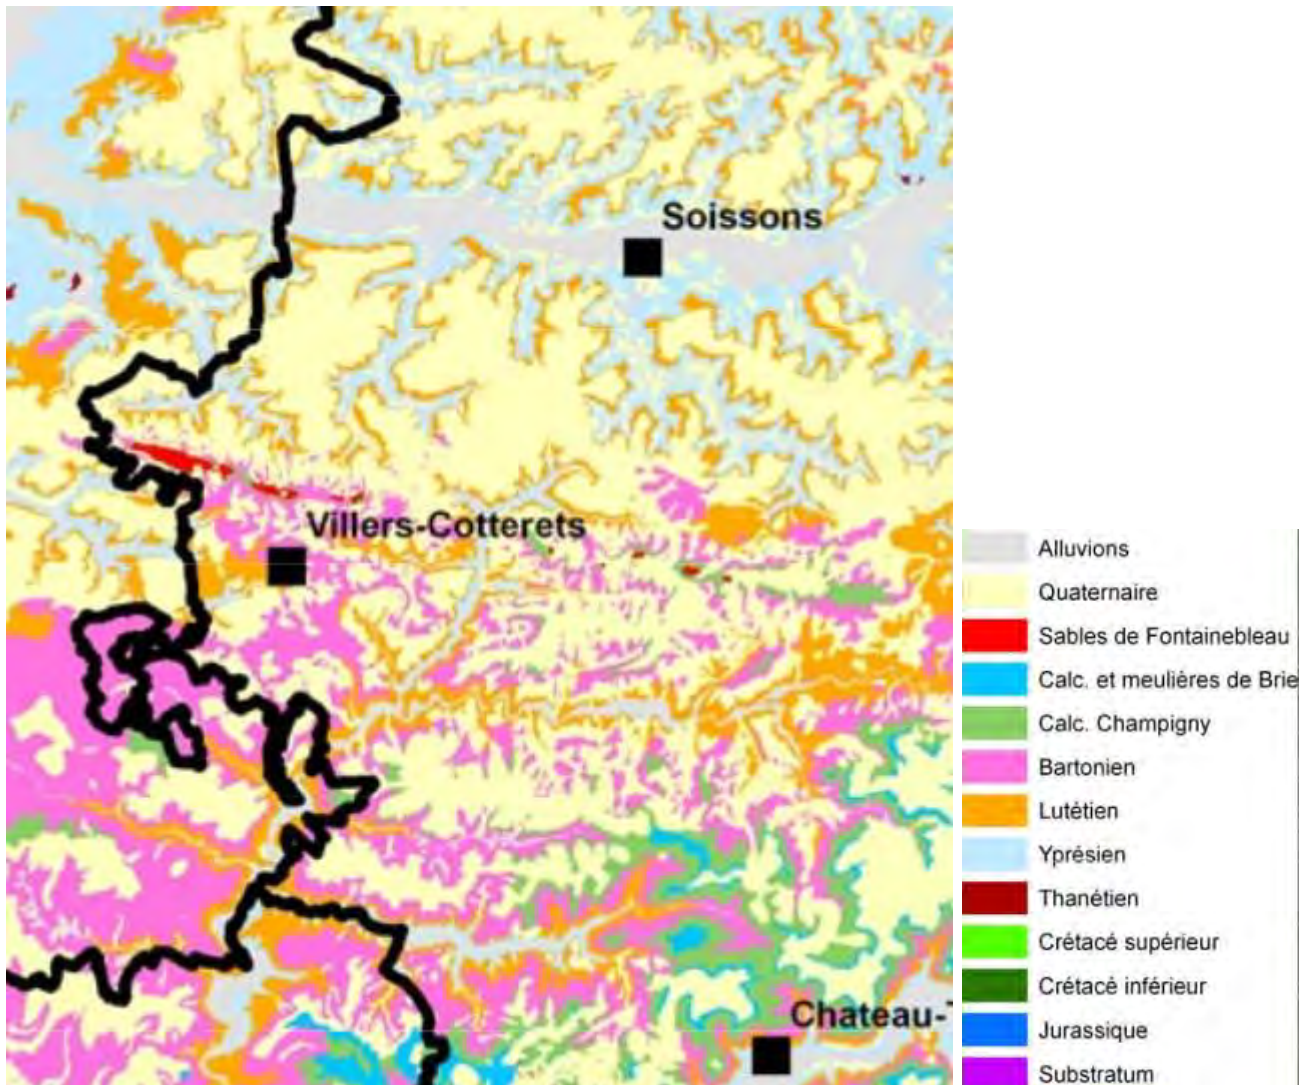 Soissons
Villers-Cotterets
Chateau-
Alluvions
Quaternaire
Sables de Fontainebleau
Calc. et meulières de Brie
Calc. Champigny
Bartonien
Lutétien
Yprésien
Thanétien
Crétacé supérieur
Crétacé inférieur
Jurassique
Substratum